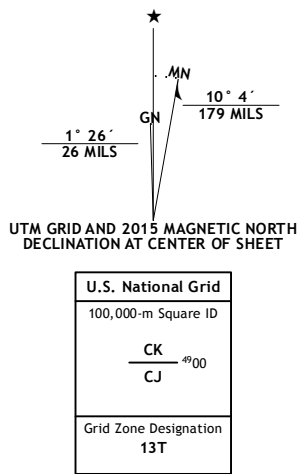 ★
MN
GN
10° 4´
179 MILS
1° 26´
26 MILS
UTM GRID AND 2015 MAGNETIC NORTH
DECLINATION AT CENTER OF SHEET
U.S. National Grid
100,000-m Square ID
CK
4900
CJ
Grid Zone Designation
13T